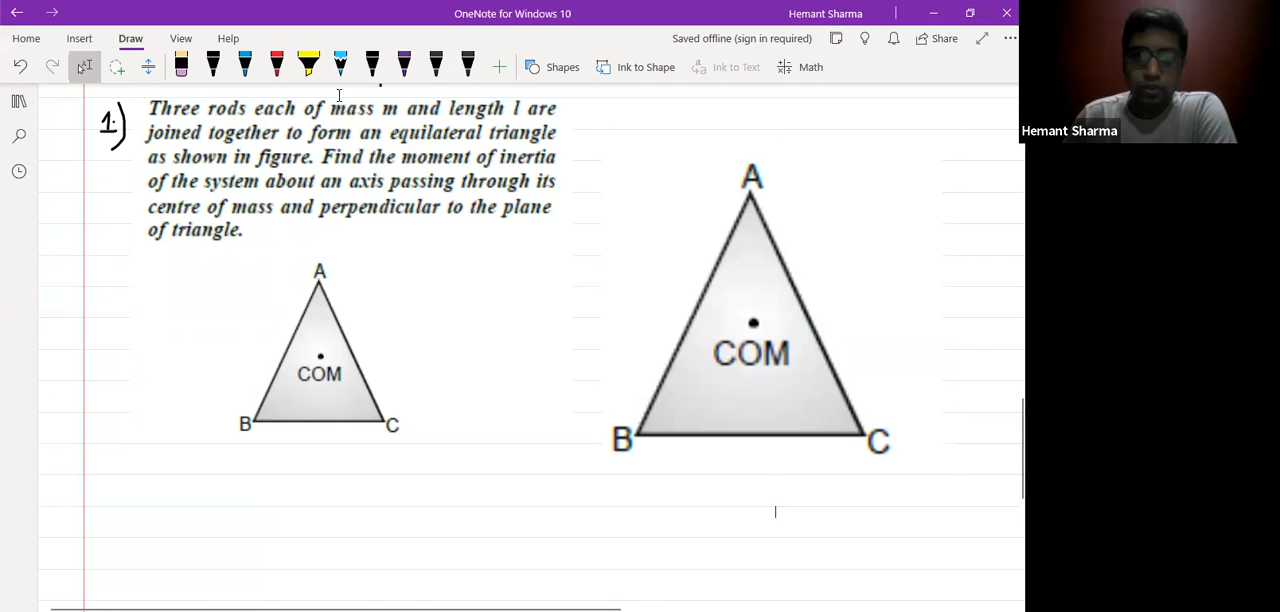 OneNote for Windows 10
Hemant Sharma
Home Insert Draw View Help
Saved offline (sign in required)
Share
Shapes
Ink to Shape
Ink to Text
Math
Hemant Sharma
1.)
Three rods each of mass m and length l are
joined together to form an equilateral triangle
as shown in figure. Find the moment of inertia
of the system about an axis passing through its
centre of mass and perpendicular to the plane
of triangle.
A
COM
B
C
A
COM
B
C